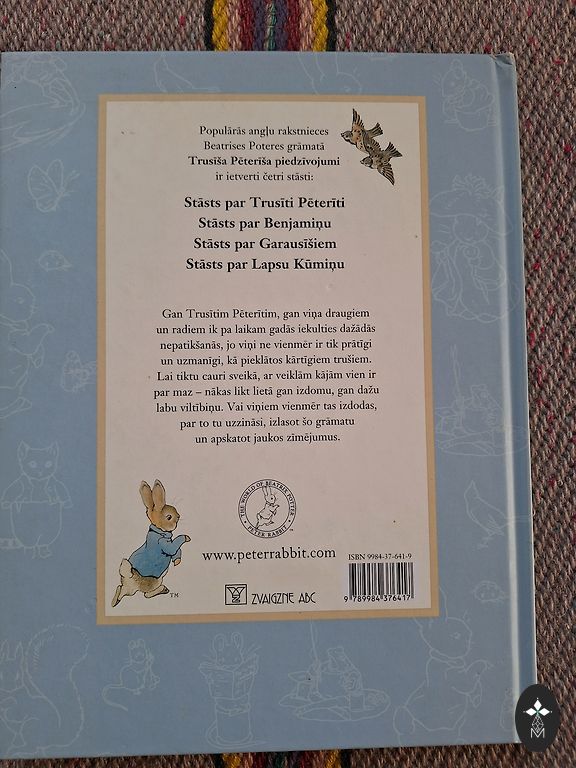 Populārās angļu rakstnieces
Beatrises Poteres grāmatā
Trusīša Pēterīša piedzīvojumi
ir ietverti četri stāsti:
Stāsts par Trusīti Pēterīti
Stāsts par Benjamiņu
Stāsts par Garausīšiem
Stāsts par Lapsu Kūmiņu
Gan Trusītim Pēterītim, gan viņa draugiem
un radiem ik pa laikam gadās iekulties dažādās
nepatikšanās, jo viņi ne vienmēr ir tik prātīgi
un uzmanīgi, kā pieklātos kārtīgiem trušiem.
Lai tiktu cauri sveikā, ar veiklām kājām vien ir
par maz – nākas likt lietā gan izdomu, gan dažu
labu viltībiņu. Vai viņiem vienmēr tas izdodas,
par to tu uzzināsi, izlasot šo grāmatu
un apskatot jaukos zīmējumus.
THE WORLD OF BEATRIX POTTER
PETER RABBIT
™
www.peterrabbit.com
ISBN 9984-37-641-9
9 789984 376417
™
ZVAIGZNE ABC
M